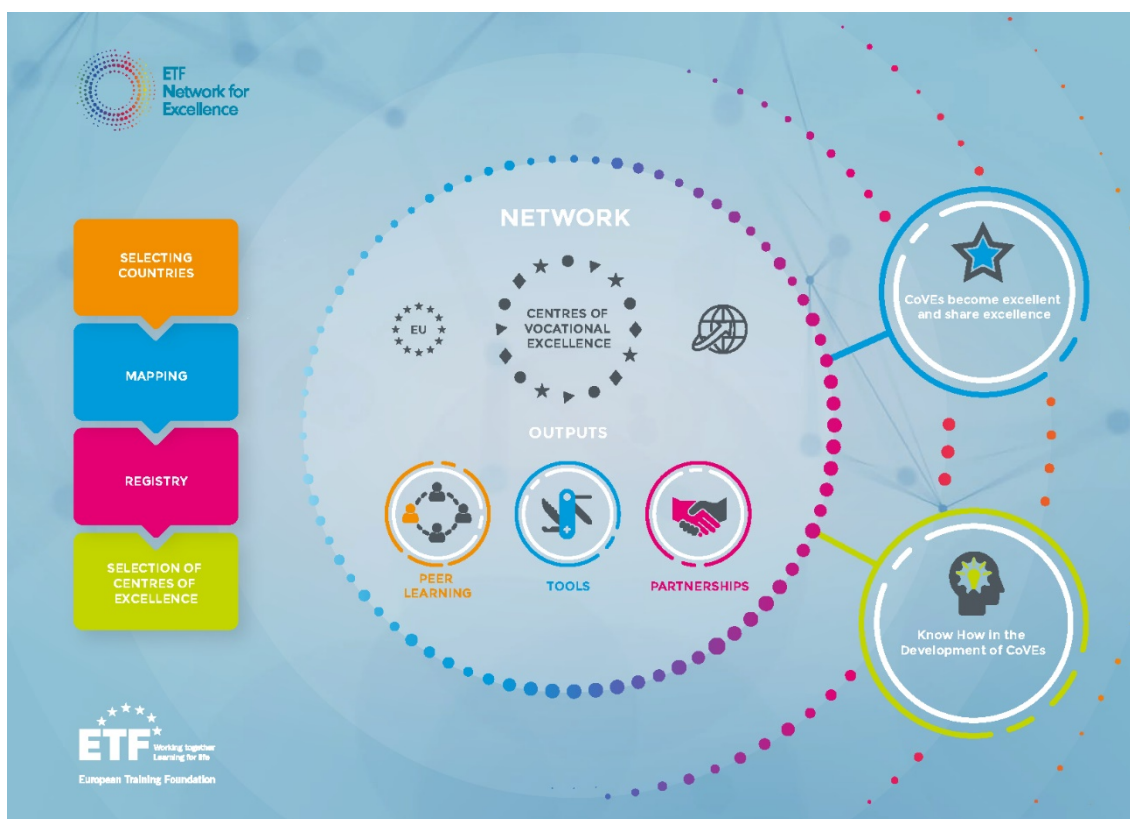 ETF
Network for
Excellence
SELECTING
COUNTRIES
MAPPING
REGISTRY
SELECTION OF
CENTRES OF
EXCELLENCE
NETWORK
EU
CENTRES OF
VOCATIONAL
EXCELLENCE
OUTPUTS
PEER
LEARNING
TOOLS
PARTNERSHIPS
CoVEs become excellent
and share excellence
Know How in the
Development of CoVEs
ETF
Working together
Learning for life
European Training Foundation